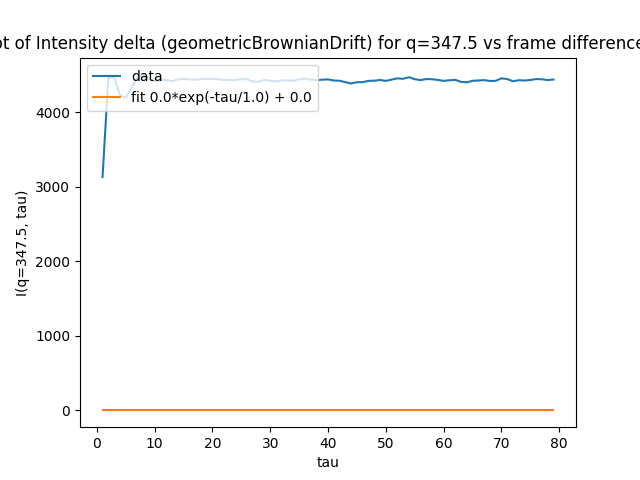 ot of Intensity delta (geometricBrownianDrift) for q=347.5 vs frame difference
data
fit 0.0*exp(-tau/1.0) + 0.0
I(q=347.5, tau)
4000
3000
2000
1000
0
0 10 20 30 40 50 60 70 80
tau